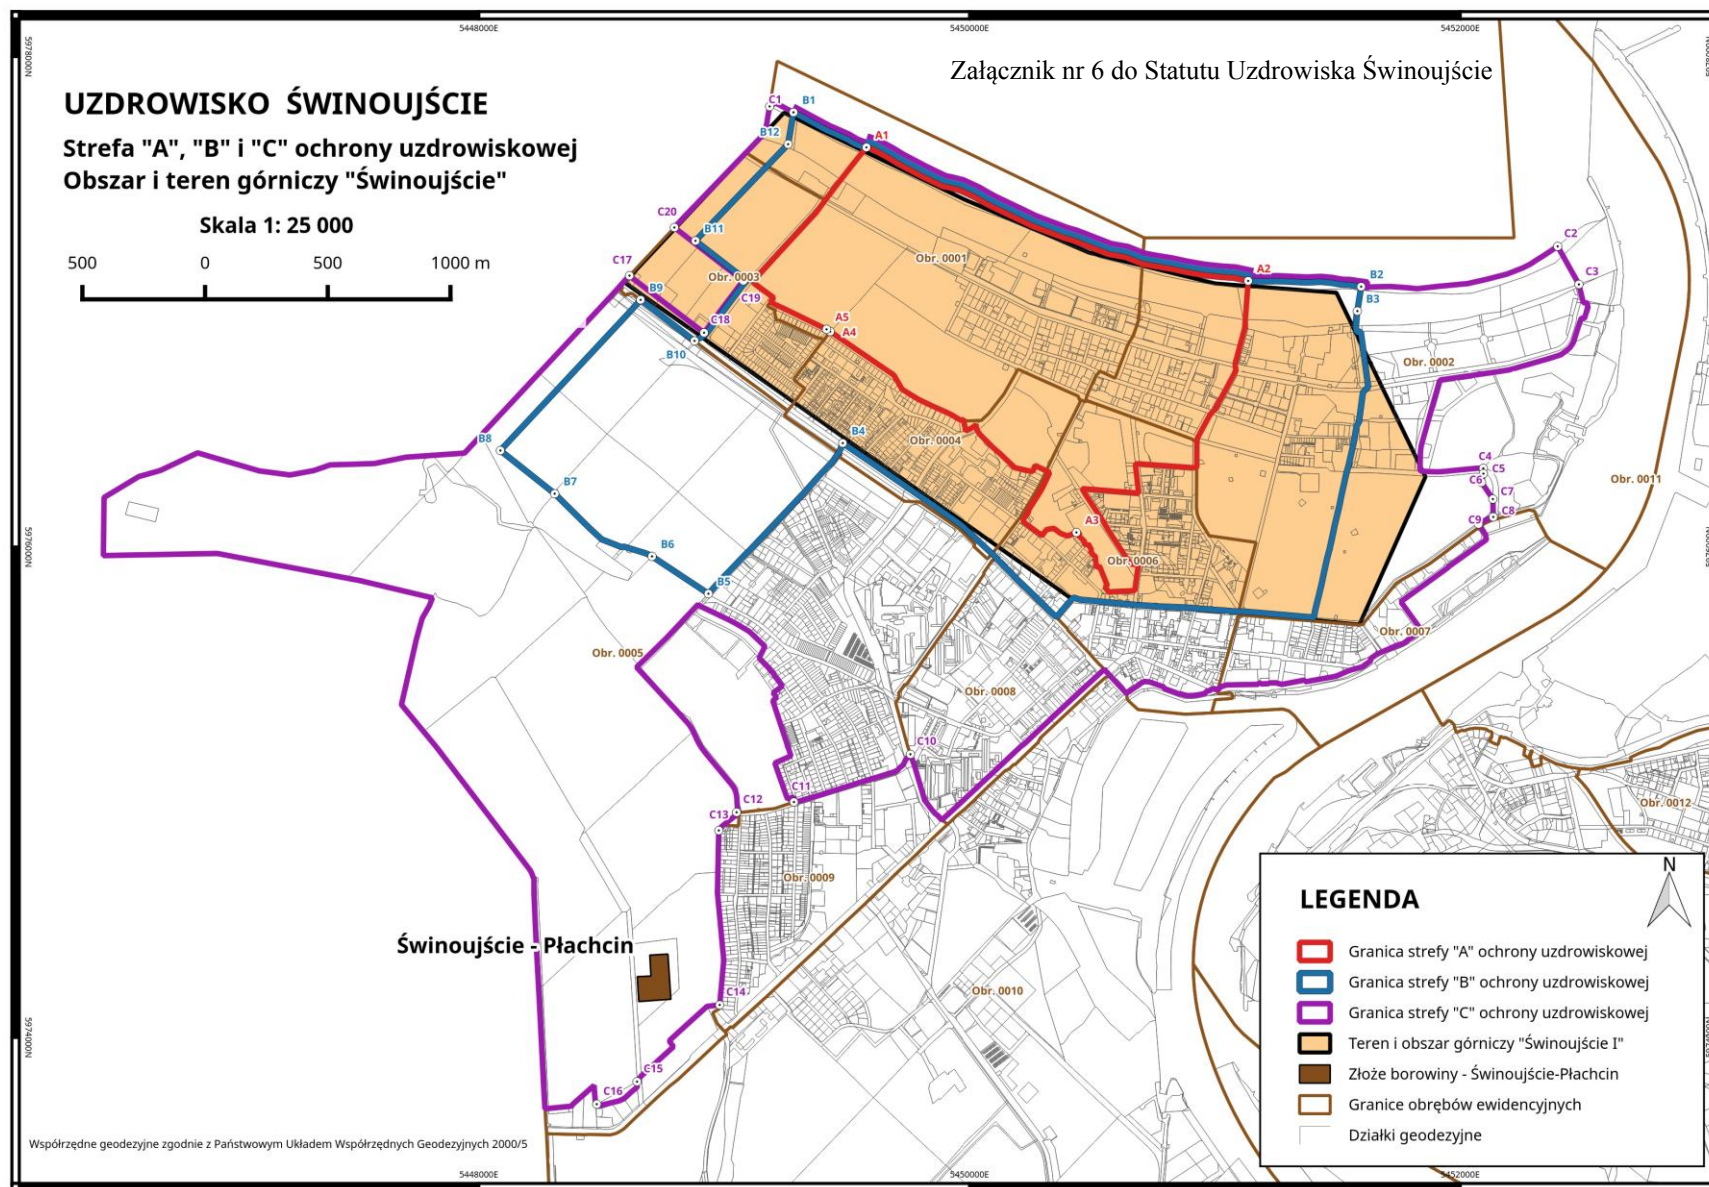 5448000E
5450000E
5452000E
5978000N
5978000N
Załącznik nr 6 do Statutu Uzdrowiska Świnoujście
UZDROWISKO ŚWINOUJŚCIE
Strefa "A", "B" i "C" ochrony uzdrowiskowej
Obszar i teren górniczy "Świnoujście"
Skala 1: 25 000
500 0 500 1000 m
C1
B1
B12
A1
C20
B11
C2
Obr. 0001
A2
B2
C3
C17
Obr. 0003
B9
C19
B3
C18
A5
A4
B10
Obr. 0002
B4
Obr. 0004
B8
C4
C5
C6
Obr. 0011
B7
C7
C8
C9
A3
5976000N
5976000N
B6
Obr. 0006
B5
Obr. 0007
Obr. 0005
Obr. 0008
C10
C11
C12
C13
Obr. 0012
Obr. 0009
Świnoujście - Płachcin
C14
Obr. 0010
5974000N
5974000N
C15
C16
N
LEGENDA
Granica strefy "A" ochrony uzdrowiskowej
Granica strefy "B" ochrony uzdrowiskowej
Granica strefy "C" ochrony uzdrowiskowej
Teren i obszar górniczy "Świnoujście I"
Złoże borowiny - Świnoujście-Płachcin
Granice obrębów ewidencyjnych
Działki geodezyjne
Współrzędne geodezyjne zgodnie z Państwowym Układem Współrzędnych Geodezyjnych 2000/5
5448000E
5450000E
5452000E